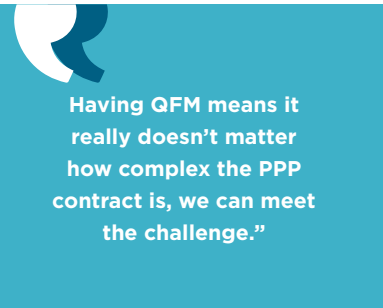 Having QFM means it
really doesn’t matter
how complex the PPP
contract is, we can meet
the challenge.”